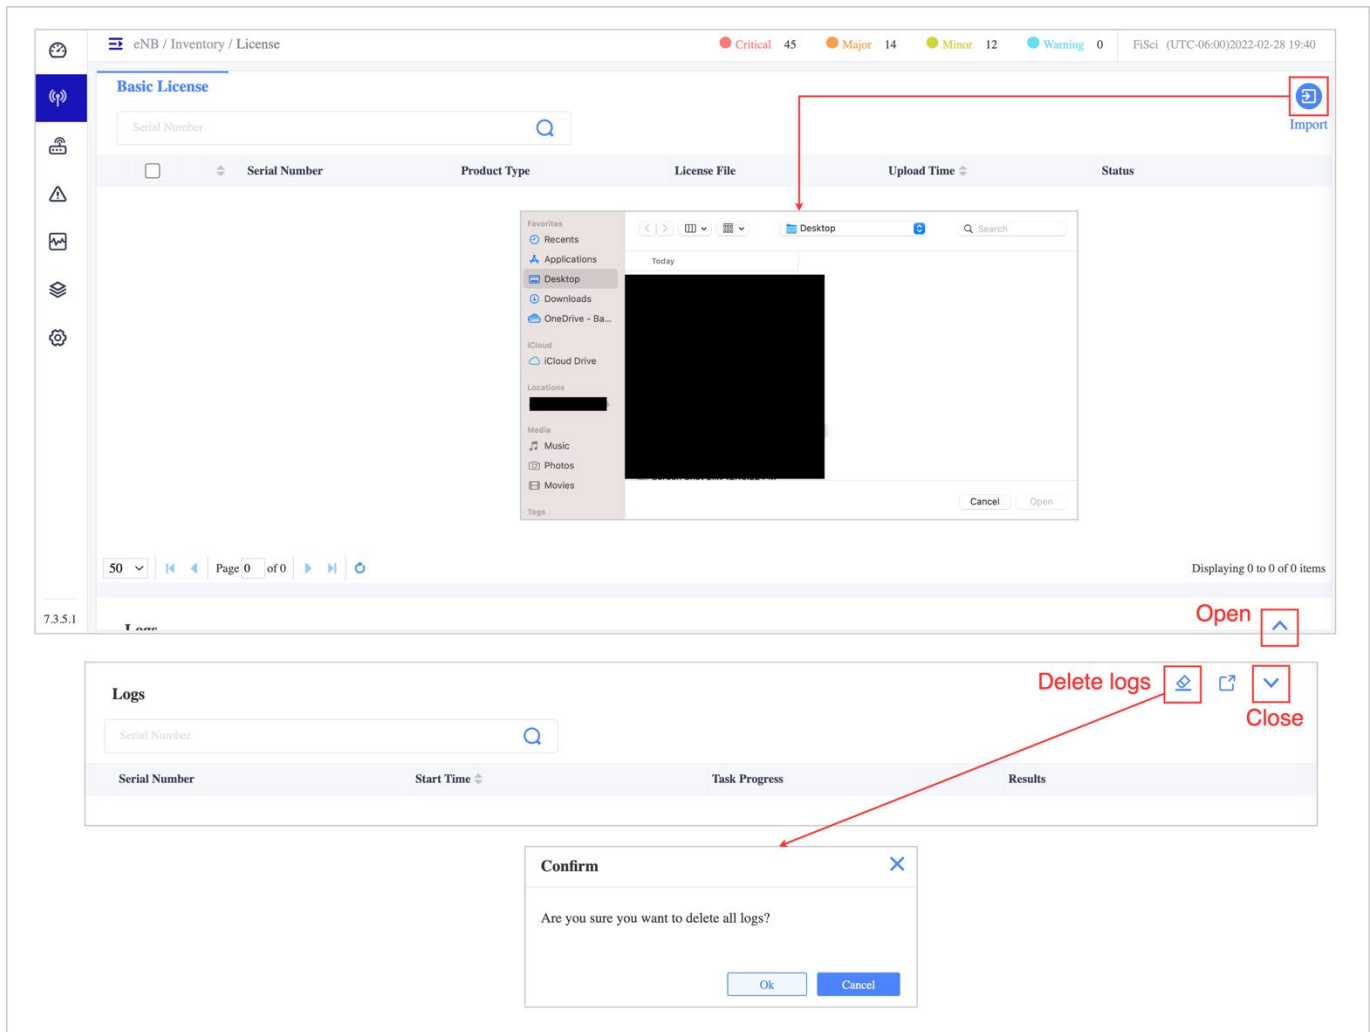 eNB / Inventory / License
Critical 45 Major 14 Minor 12 Warning 0 FiSci (UTC-06:00)2022-02-28 19:40
Basic License
Serial Number
Import
Serial Number Product Type License File Upload Time Status
Favorites
Recents
Applications
Desktop
Downloads
OneDrive - Ba...
iCloud
iCloud Drive
Locations
Media
Music
Photos
Movies
Tags
Desktop
Search
Today
Cancel Open
50 Page 0 of 0 Displaying 0 to 0 of 0 items
7.3.5.1
Logs
Open
Logs
Delete logs
Close
Serial Number
Serial Number Start Time Task Progress Results
Confirm
Are you sure you want to delete all logs?
Ok Cancel